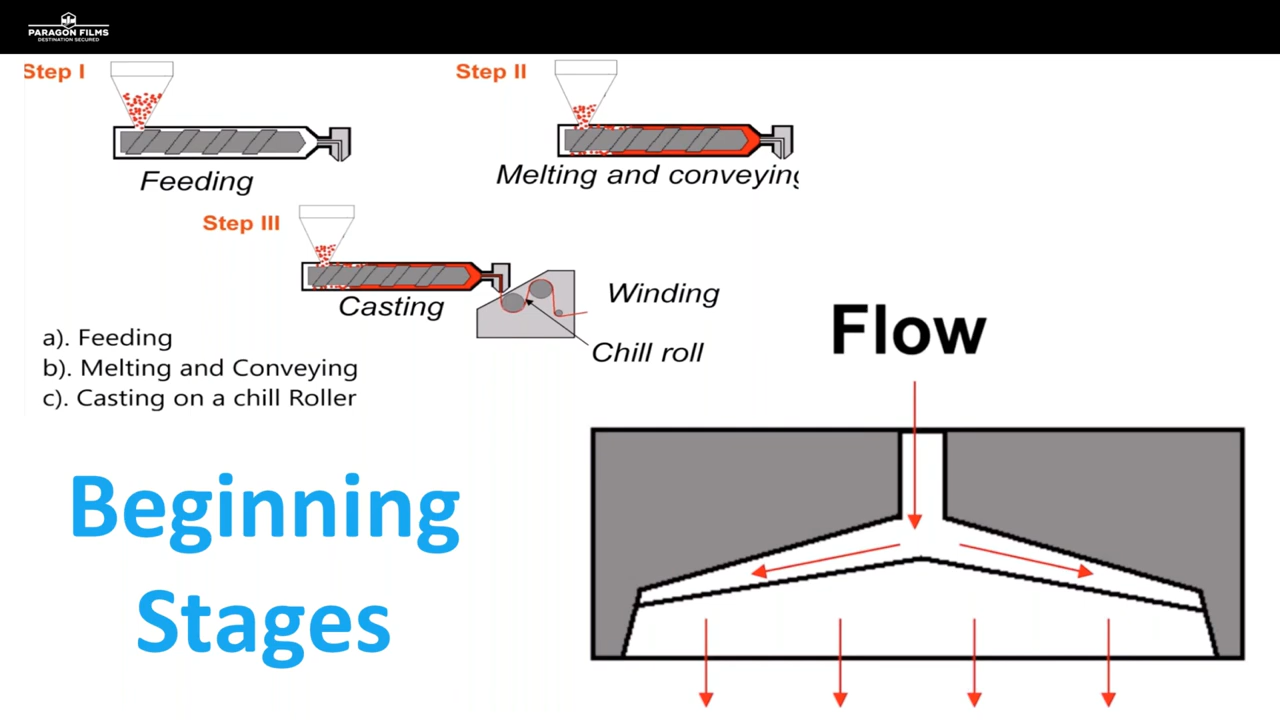 PARAGON FILMS
DESTINATION SECURED
Step I
Feeding
Step II
Melting and conveying
Step III
Casting
Winding
Chill roll
a). Feeding
b). Melting and Conveying
c). Casting on a chill Roller
Beginning
Stages
Flow